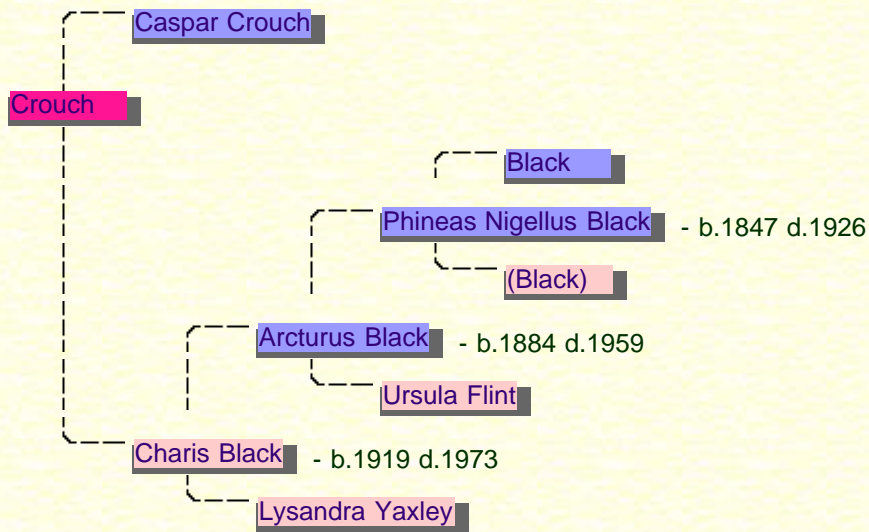 Caspar Crouch
Crouch
Black
Phineas Nigellus Black - b.1847 d.1926
(Black)
Arcturus Black - b.1884 d.1959
Ursula Flint
Charis Black - b.1919 d.1973
Lysandra Yaxley